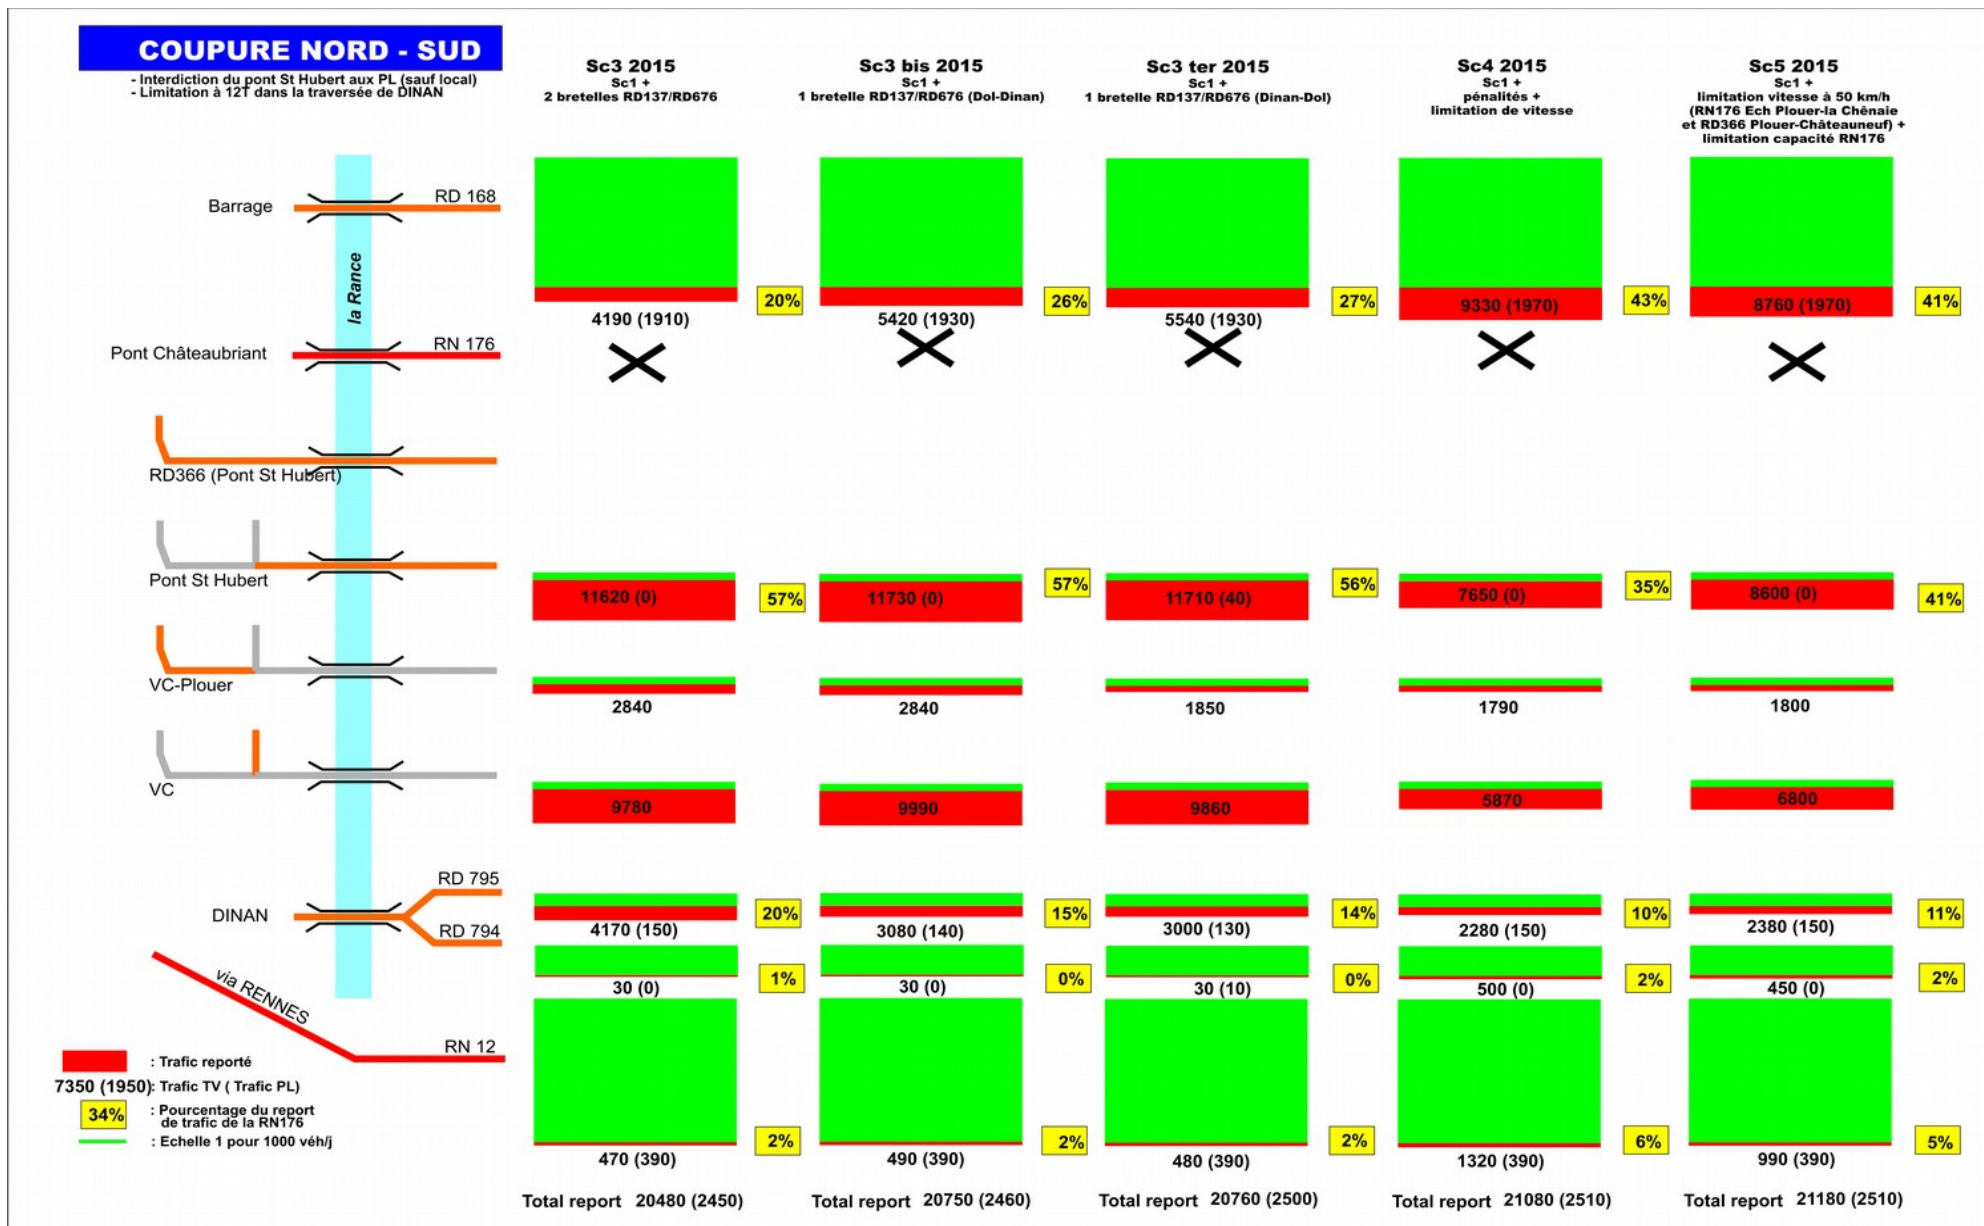 COUPURE NORD - SUD
- Interdiction du pont St Hubert aux PL (sauf local)
- Limitation à 12T dans la traversée de DINAN
Sc3 2015
Sc1 +
2 bretelles RD137/RD676
Sc3 bis 2015
Sc1 +
1 bretelle RD137/RD676 (Dol-Dinan)
Sc3 ter 2015
Sc1 +
1 bretelle RD137/RD676 (Dinan-Dol)
Sc4 2015
Sc1 +
pénalités +
limitation de vitesse
Sc5 2015
Sc1 +
limitation vitesse à 50 km/h
(RN176 Ech Plouer-la Chênaie
et RD366 Plouer-Châteauneuf) +
limitation capacité RN176
Barrage
RD 168
la Rance
20%
26%
27%
9330 (1970)
43%
8760 (1970)
41%
4190 (1910)
5420 (1930)
5540 (1930)
Pont Châteaubriant
RN 176
RD366 (Pont St Hubert)
Pont St Hubert
11620 (0)
57%
11730 (0)
57%
11710 (40)
56%
7650 (0)
35%
8600 (0)
41%
VC-Plouer
2840
2840
1850
1790
1800
VC
9780
9990
9860
5870
6800
RD 795
DINAN
RD 794
20%
15%
14%
10%
11%
4170 (150)
3080 (140)
3000 (130)
2280 (150)
2380 (150)
via RENNES
1%
0%
0%
2%
2%
30 (0)
30 (0)
30 (10)
500 (0)
450 (0)
RN 12
: Trafic reporté
7350 (1950): Trafic TV ( Trafic PL)
34%
: Pourcentage du report
de trafic de la RN176
: Echelle 1 pour 1000 véh/j
2%
2%
2%
6%
5%
470 (390)
490 (390)
480 (390)
1320 (390)
990 (390)
Total report 20480 (2450)
Total report 20750 (2460)
Total report 20760 (2500)
Total report 21080 (2510)
Total report 21180 (2510)